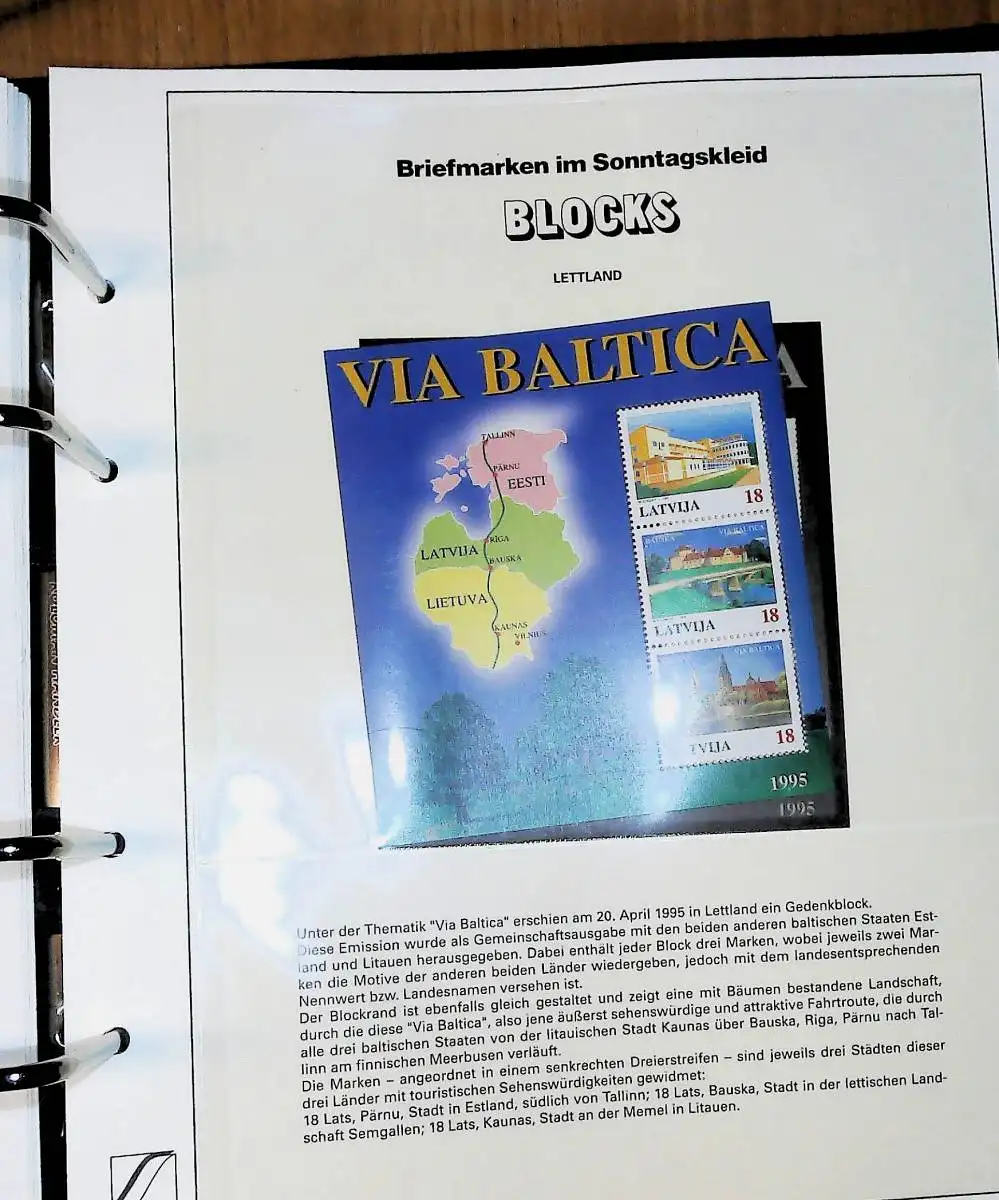 Briefmarken im Sonntagskleid
BLOCKS
LETTLAND
VIA BALTICA
A
TALLINN
PÄRNU
EESTI
LATVIJA
RĪGA
BAUSKA
LIETUVA
KAUNAS
VILNIUS
LATVIJA 18
BAUSKA VIA BALTICA
LATVIJA 18
VIA BALTICA
TVIJA 18
1995
1995
Unter der Thematik "Via Baltica" erschien am 20. April 1995 in Lettland ein Gedenkblock.
Diese Emission wurde als Gemeinschaftsausgabe mit den beiden anderen baltischen Staaten Est-
land und Litauen herausgegeben. Dabei enthält jeder Block drei Marken, wobei jeweils zwei Mar-
ken die Motive der anderen beiden Länder wiedergeben, jedoch mit dem landesentsprechenden
Nennwert bzw. Landesnamen versehen ist.
Der Blockrand ist ebenfalls gleich gestaltet und zeigt eine mit Bäumen bestandene Landschaft,
durch die diese "Via Baltica", also jene äußerst sehenswürdige und attraktive Fahrtroute, die durch
alle drei baltischen Staaten von der litauischen Stadt Kaunas über Bauska, Riga, Pärnu nach Tal-
linn am finnischen Meerbusen verläuft.
Die Marken – angeordnet in einem senkrechten Dreierstreifen – sind jeweils drei Städten dieser
drei Länder mit touristischen Sehenswürdigkeiten gewidmet:
18 Lats, Pärnu, Stadt in Estland, südlich von Tallinn; 18 Lats, Bauska, Stadt in der lettischen Land-
schaft Semgallen; 18 Lats, Kaunas, Stadt an der Memel in Litauen.